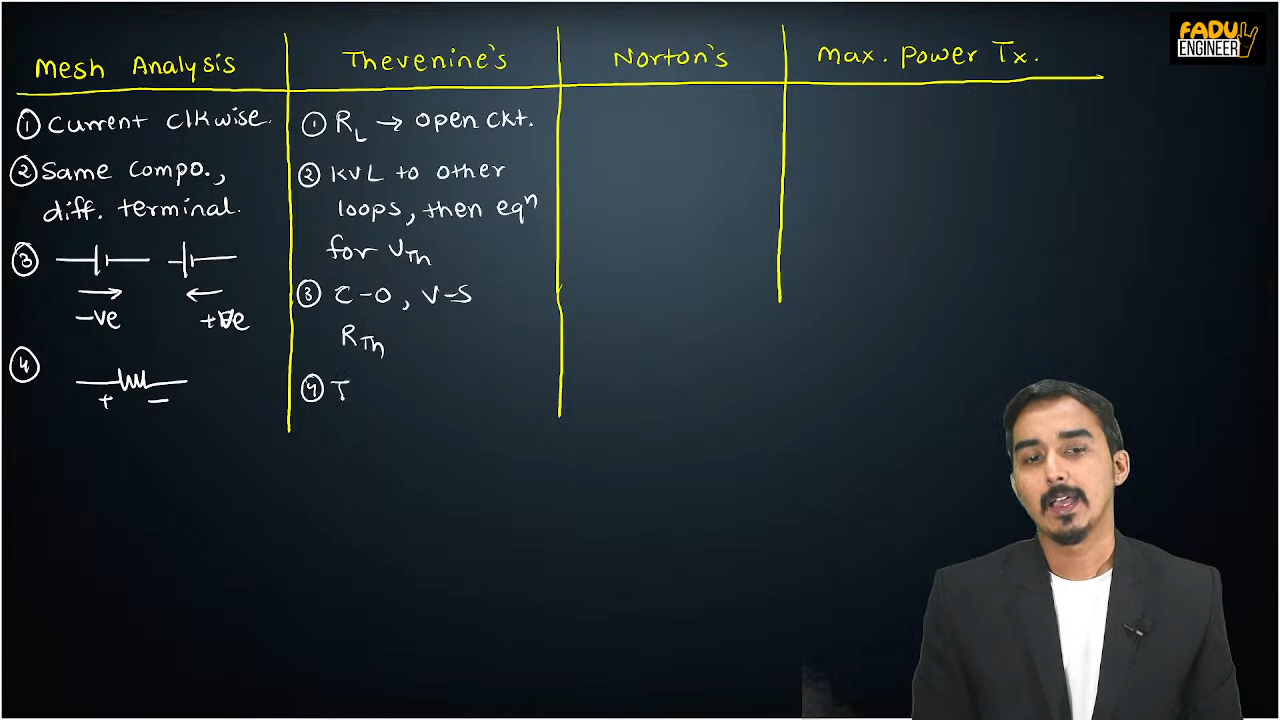 FADU
ENGINEER
Mesh Analysis
Thevenine's
Norton's
Max. Power Tx.
① Current clkwise.
② Same Compo.,
diff. terminal.
③
-ve
+ve
④
+ -
① RL → open ckt.
② KVL to other
loops, then eqⁿ
for VTh
③ C-O, V-S
RTh
④ T